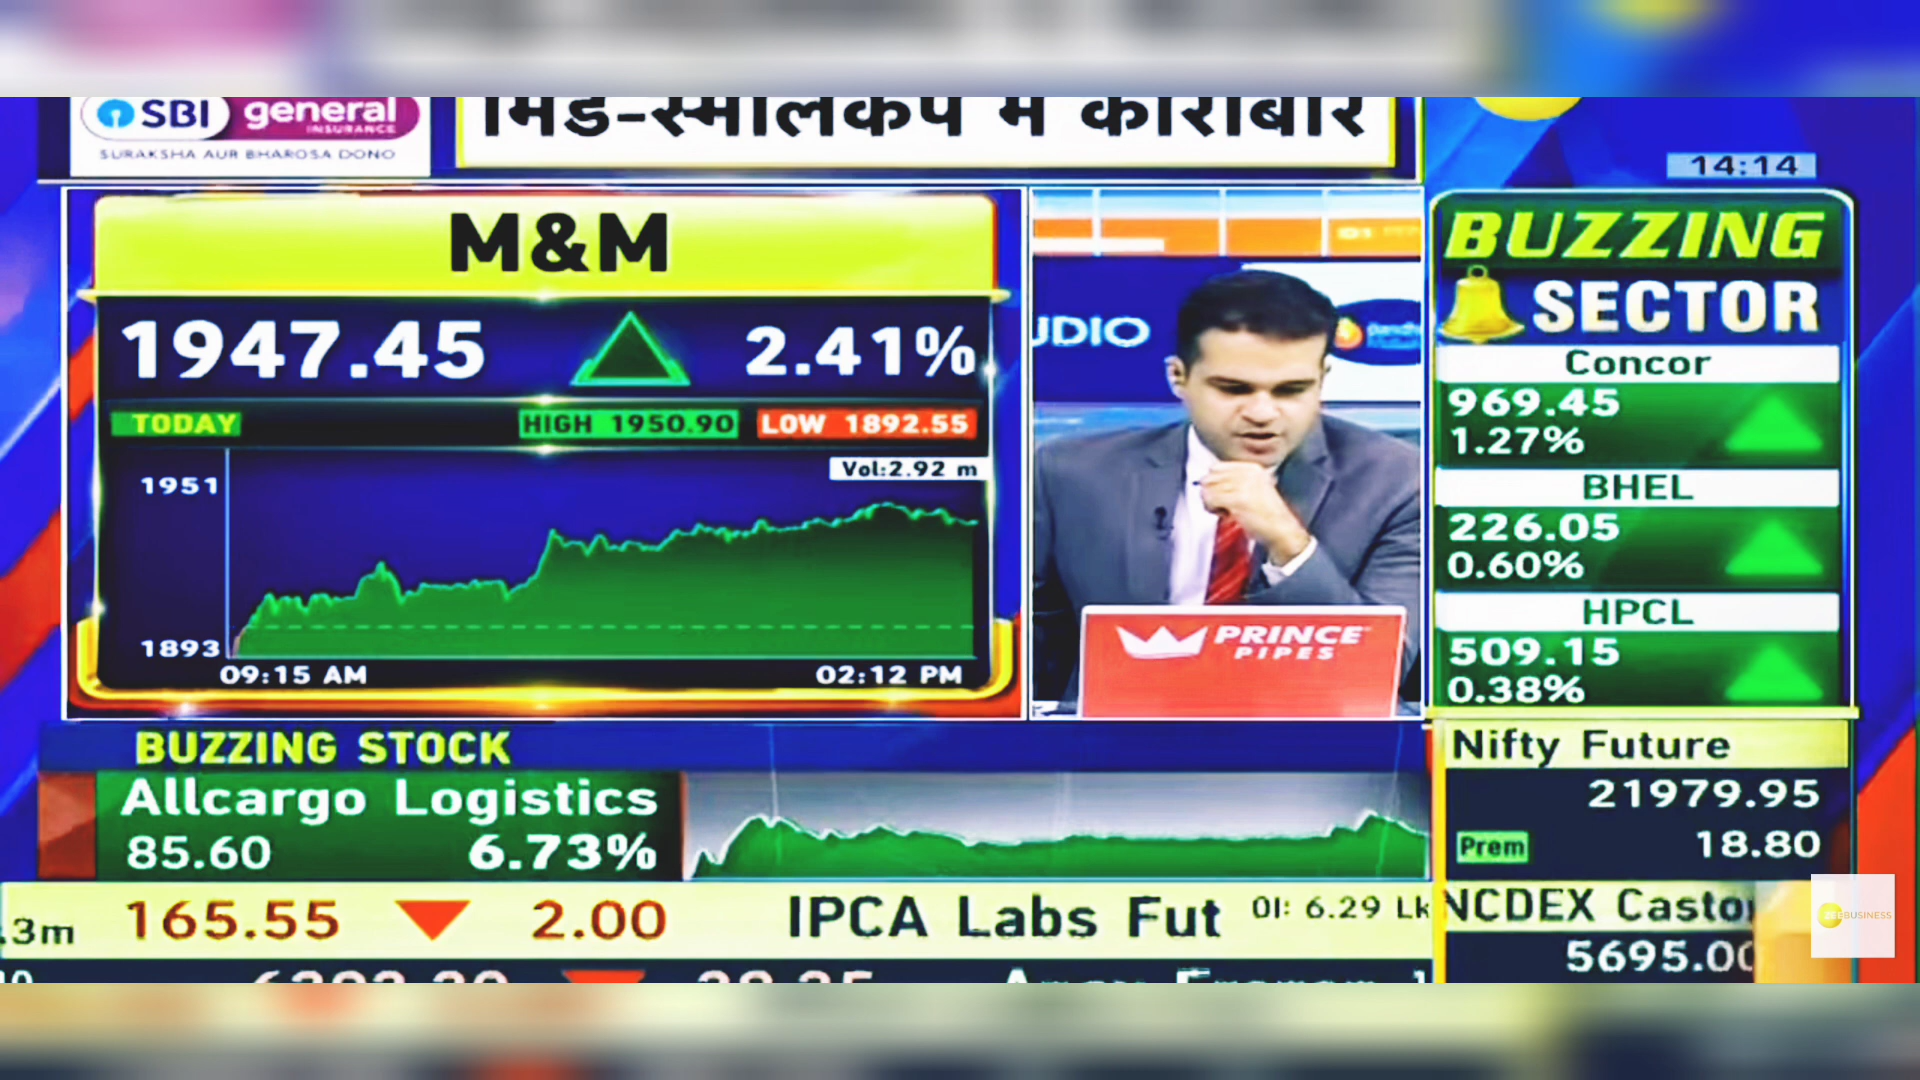 SBI general
INSURANCE
SURAKSHA AUR BHAROSA DONO
मिड-स्मॉलकैप में कारोबार
14:14
M&M
1947.45 2.41%
TODAY HIGH 1950.90 LOW 1892.55
Vol:2.92 m
1951
1893
09:15 AM 02:12 PM
UDIO
PRINCE
PIPES
BUZZING
SECTOR
Concor
969.45
1.27%
BHEL
226.05
0.60%
HPCL
509.15
0.38%
BUZZING STOCK
Allcargo Logistics
85.60 6.73%
Nifty Future
21979.95
Prem 18.80
.3m 165.55 2.00 IPCA Labs Fut OI: 6.29 Lk
NCDEX Casto
5695.00
ZEEBUSINESS